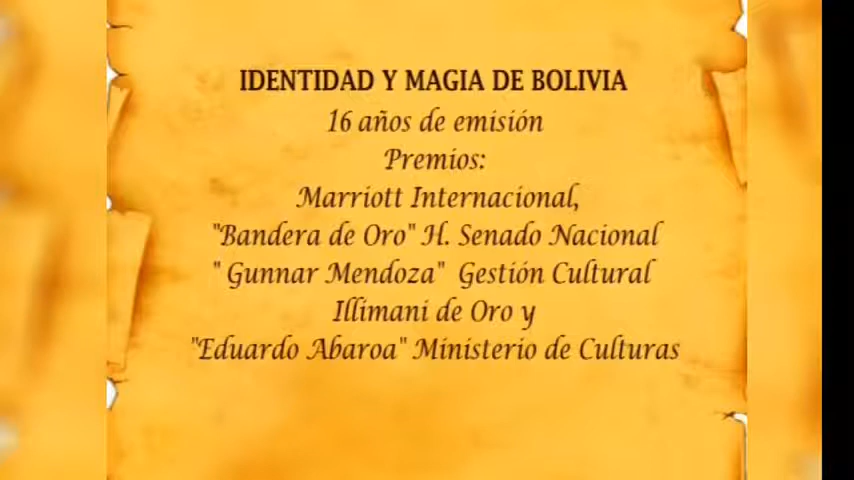 IDENTIDAD Y MAGIA DE BOLIVIA
16 años de emisión
Premios:
Marriott Internacional,
"Bandera de Oro" H. Senado Nacional
" Gunnar Mendoza" Gestión Cultural
Illimani de Oro y
"Eduardo Abaroa" Ministerio de Culturas